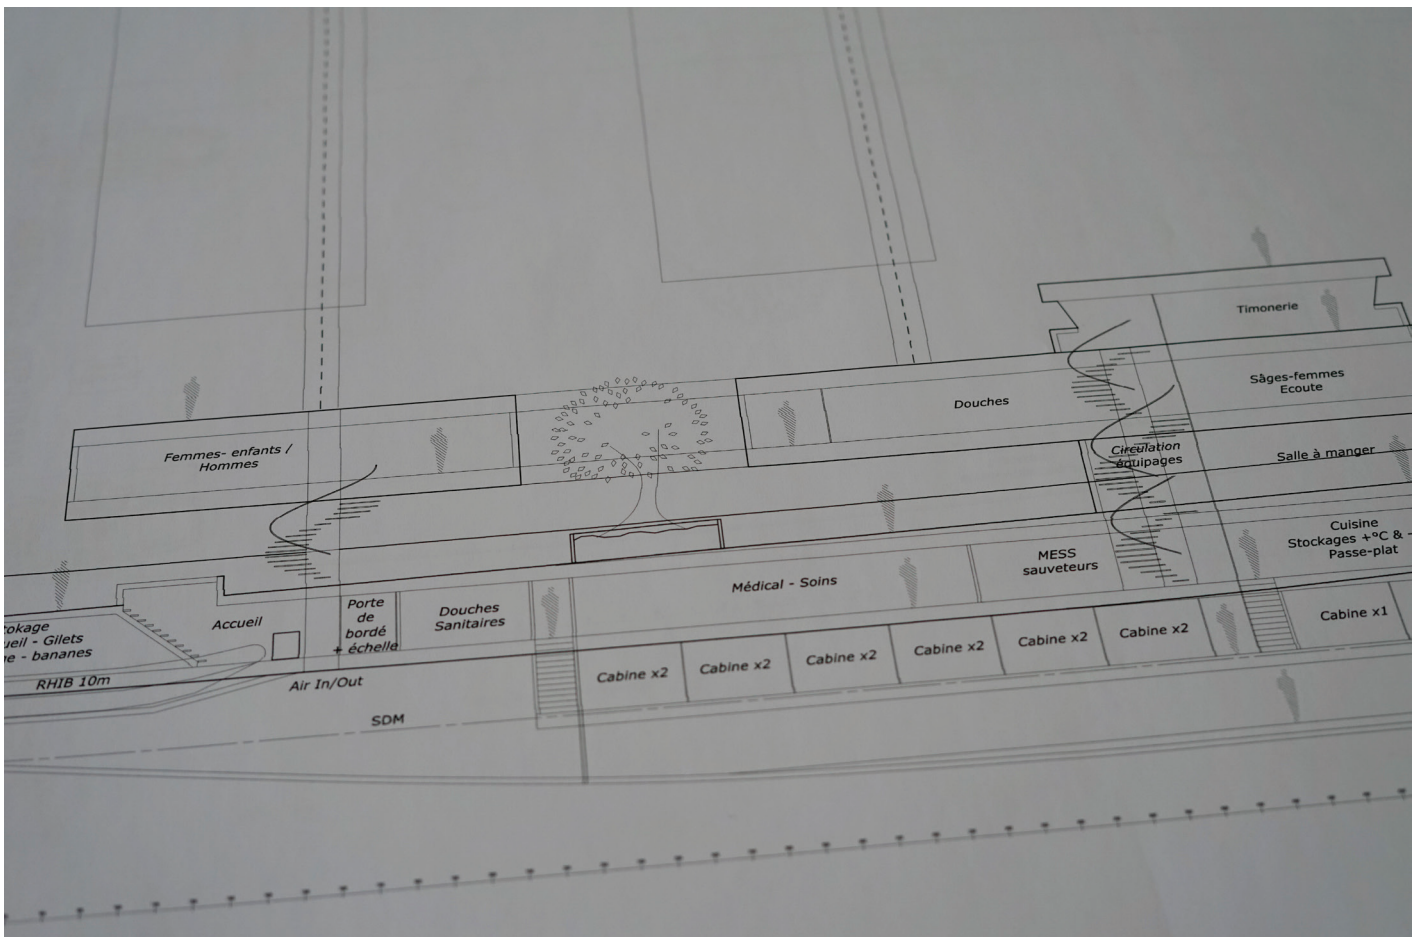 Timonerie
Sâges-femmes
Ecoute
Douches
Femmes- enfants /
Hommes
Circulation
équipages
Salle à manger
Cuisine
Stockages +°C & -
Passe-plat
MESS
sauveteurs
Médical - Soins
Porte
de
bordé
+ échelle
Douches
Sanitaires
Accueil
ockage
ueil - Gilets
e - bananes
RHIB 10m
Air In/Out
SDM
Cabine x2
Cabine x2
Cabine x2
Cabine x2
Cabine x2
Cabine x2
Cabine x1